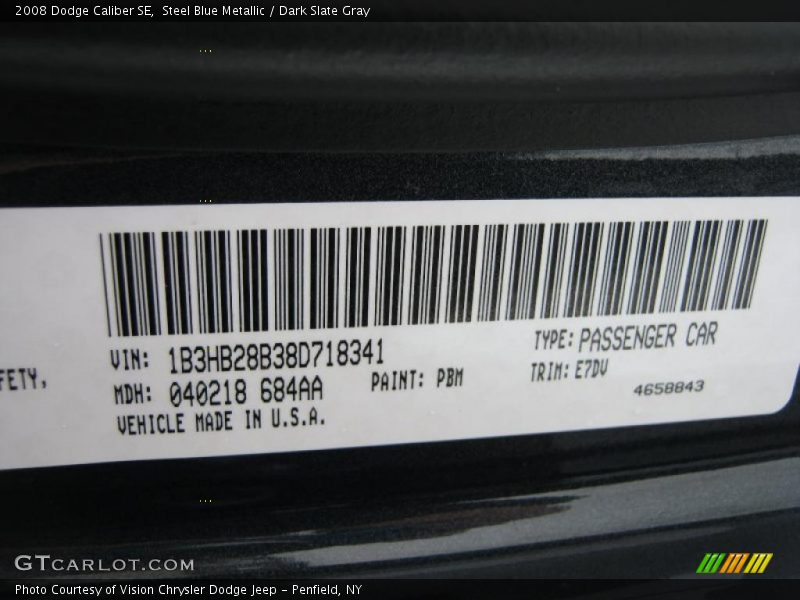 2008 Dodge Caliber SE, Steel Blue Metallic / Dark Slate Gray
FETY,
VIN: 1B3HB28B38D718341
TYPE: PASSENGER CAR
MDH: 040218 684AA
PAINT: PBM
TRIM: E7DV
VEHICLE MADE IN U.S.A.
4658843
GTCARLOT.COM
Photo Courtesy of Vision Chrysler Dodge Jeep – Penfield, NY